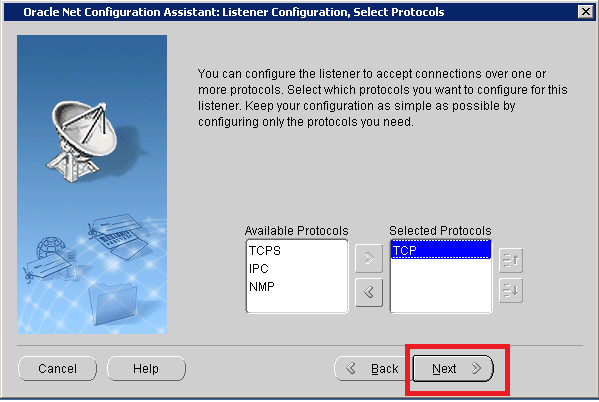 Oracle Net Configuration Assistant: Listener Configuration, Select Protocols
You can configure the listener to accept connections over one or
more protocols. Select which protocols you want to configure for this
listener. Keep your configuration as simple as possible by
configuring only the protocols you need.
Available Protocols
TCPS
IPC
NMP
Selected Protocols
TCP
Cancel
Help
Back
Next